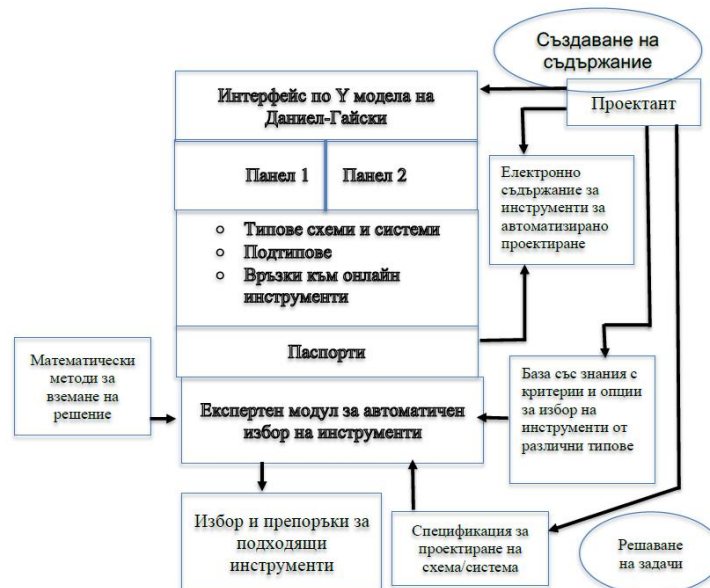 Създаване на
съдържание
Интерфейс по Y модела на
Даниел-Гайски
Проектант
Панел 1
Панел 2
Електронно
съдържание за
инструменти за
автоматизирано
проектиране
Типове схеми и системи
Подтипове
Връзки към онлайн
инструменти
Паспорти
Математически
методи за
вземане на
решение
База със знания с
критерии и опции
за избор на
инструменти от
различни типове
Експертен модул за автоматичен
избор на инструменти
Избор и препоръки за
подходящи
инструменти
Спецификация за
проектиране на
схема/система
Решаване
на задачи